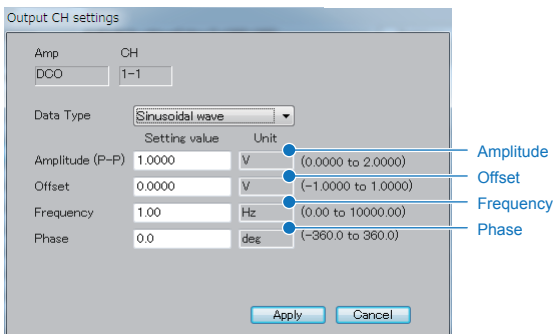 Output CH settings
Amp CH
DCO 1-1
Data Type Sinusoidal wave
Setting value Unit
Amplitude (P-P) 1.0000 V (0.0000 to 2.0000) Amplitude
Offset 0.0000 V (-1.0000 to 1.0000) Offset
Frequency 1.00 Hz (0.00 to 10000.00) Frequency
Phase 0.0 deg (-360.0 to 360.0) Phase
Apply Cancel